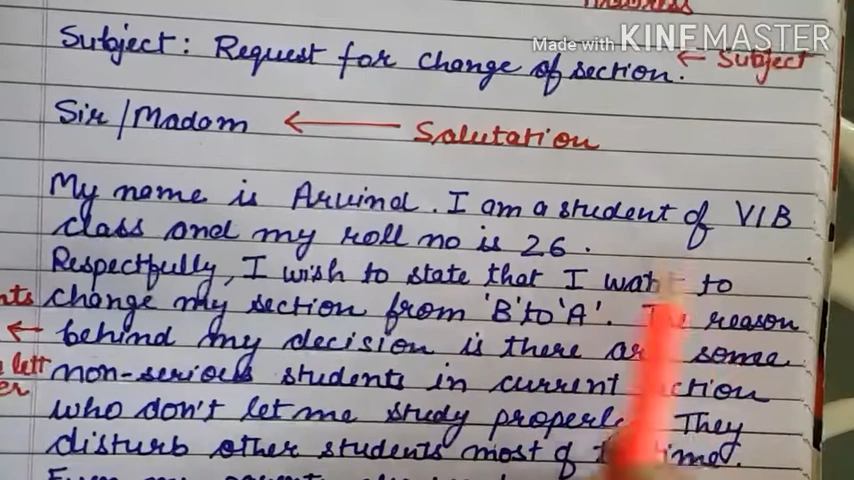 Made with KINEMASTER
Subject: Request for change of section. ← Subject
Sir/Madam ← Salutation
My name is Arvind. I am a student of VIB
class and my roll no is 26.
Respectfully, I wish to state that I want to
change my section from 'B' to 'A'. The reason
behind my decision is there are some
non-serious students in current
who don't let me study properly They
disturb other students most of time.